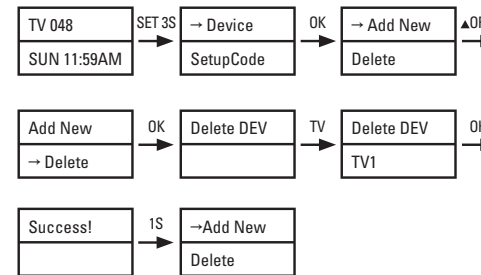 TV 048
SUN 11:59AM
SET 3S
→ Device
SetupCode
OK
→ Add New
Delete
Add New
→ Delete
OK
Delete DEV
TV
Delete DEV
TV1
Success!
1S
→Add New
Delete